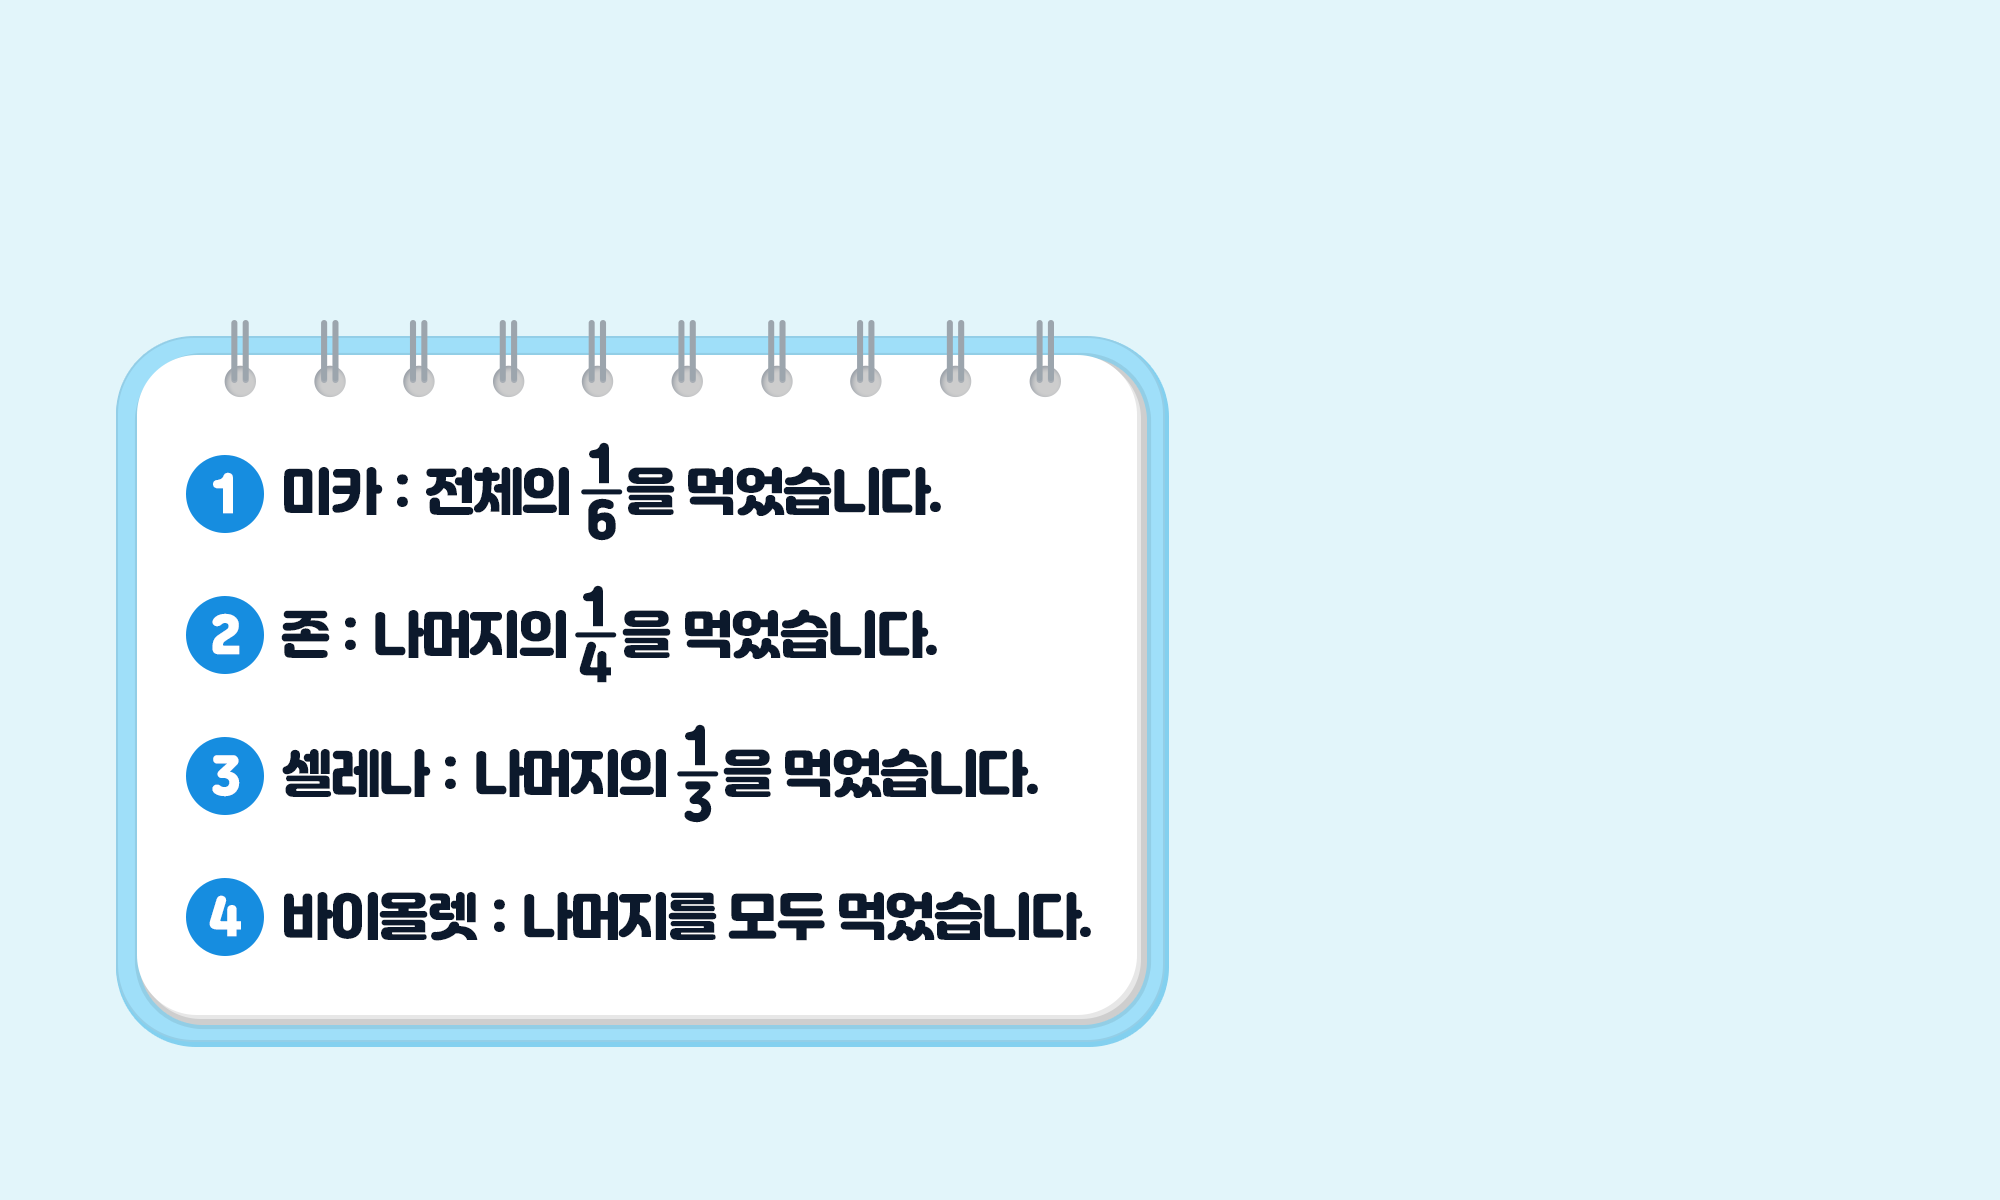 1 미카 : 전체의 1/6을 먹었습니다.
2 존 : 나머지의 1/4을 먹었습니다.
3 셀레나 : 나머지의 1/3을 먹었습니다.
4 바이올렛 : 나머지를 모두 먹었습니다.